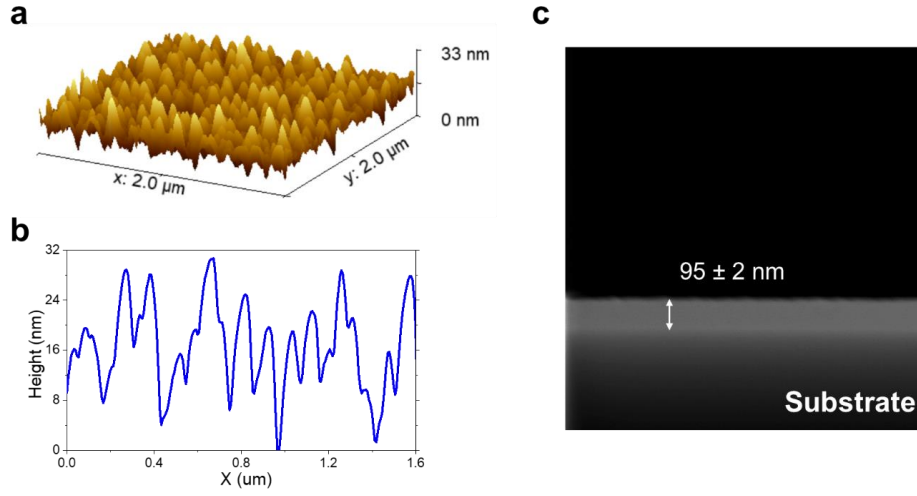 a
33 nm
0 nm
x: 2.0 µm
y: 2.0 µm
b
32
24
16
8
0
Height (nm)
0.0 0.4 0.8 1.2 1.6
X (um)
c
95 ± 2 nm
Substrate